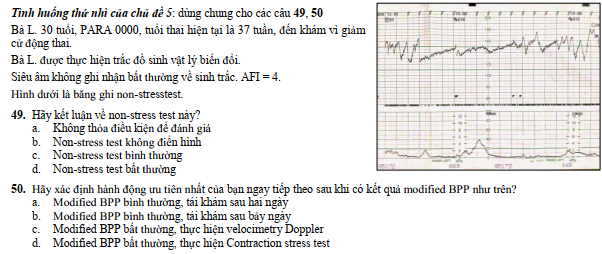 Tình huống thứ nhì của chủ đề 5: dùng chung cho các câu 49, 50
Bà L. 30 tuổi, PARA 0000, tuổi thai hiện tại là 37 tuần, đến khám vì giảm
cử động thai.
Bà L. được thực hiện trắc đồ sinh vật lý biến đổi.
Siêu âm không ghi nhận bất thường về sinh trắc. AFI = 4.
Hình dưới là băng ghi non-stresstest.
49. Hãy kết luận về non-stress test này?
a. Không thỏa điều kiện để đánh giá
b. Non-stress test không điển hình
c. Non-stress test bình thường
d. Non-stress test bất thường
50. Hãy xác định hành động ưu tiên nhất của bạn ngay tiếp theo sau khi có kết quả modified BPP như trên?
a. Modified BPP bình thường, tái khám sau hai ngày
b. Modified BPP bình thường, tái khám sau bảy ngày
c. Modified BPP bất thường, thực hiện velocimetry Doppler
d. Modified BPP bất thường, thực hiện Contraction stress test